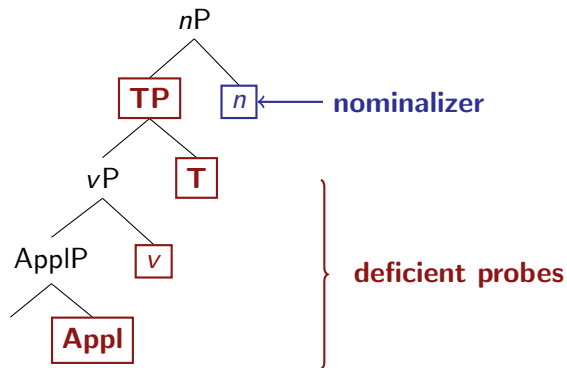 nP
TP n nominalizer
vP T
ApplP v deficient probes
Appl